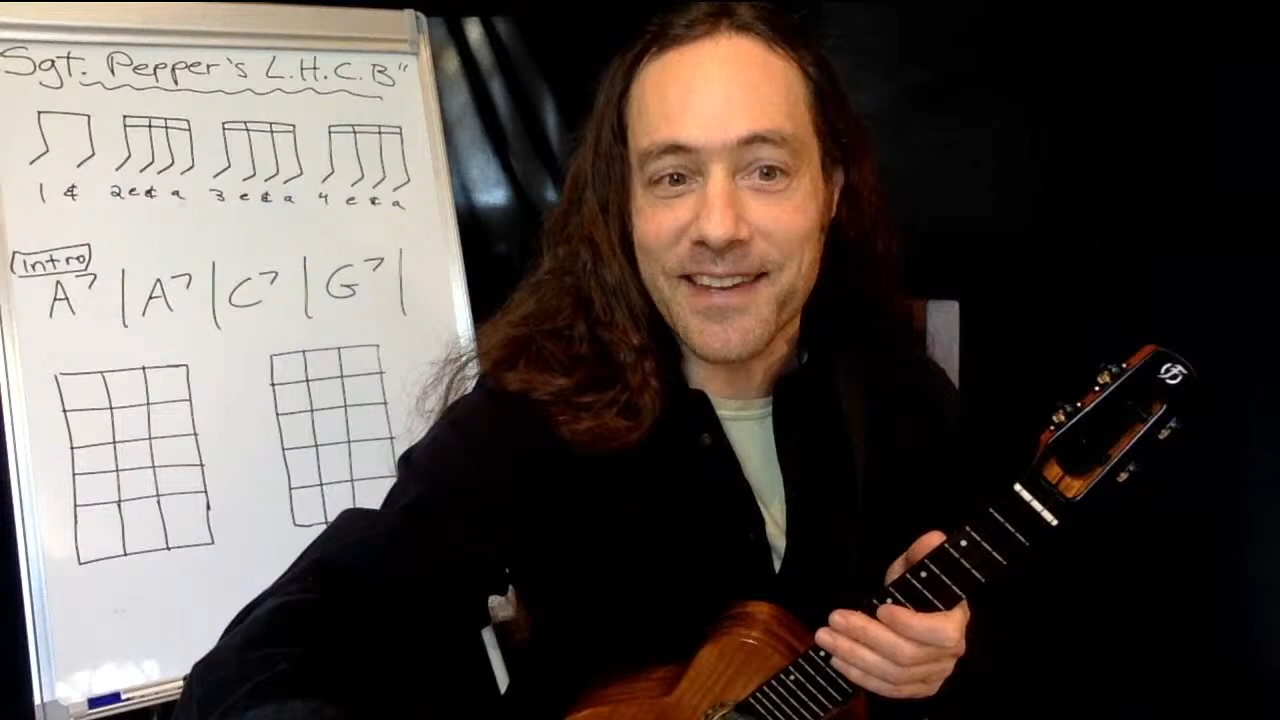 Sgt. Pepper's L.H.C.B"
1 & 2 e & a 3 e & a 4 e & a
Intro
A7 | A7 | C7 | G7 |